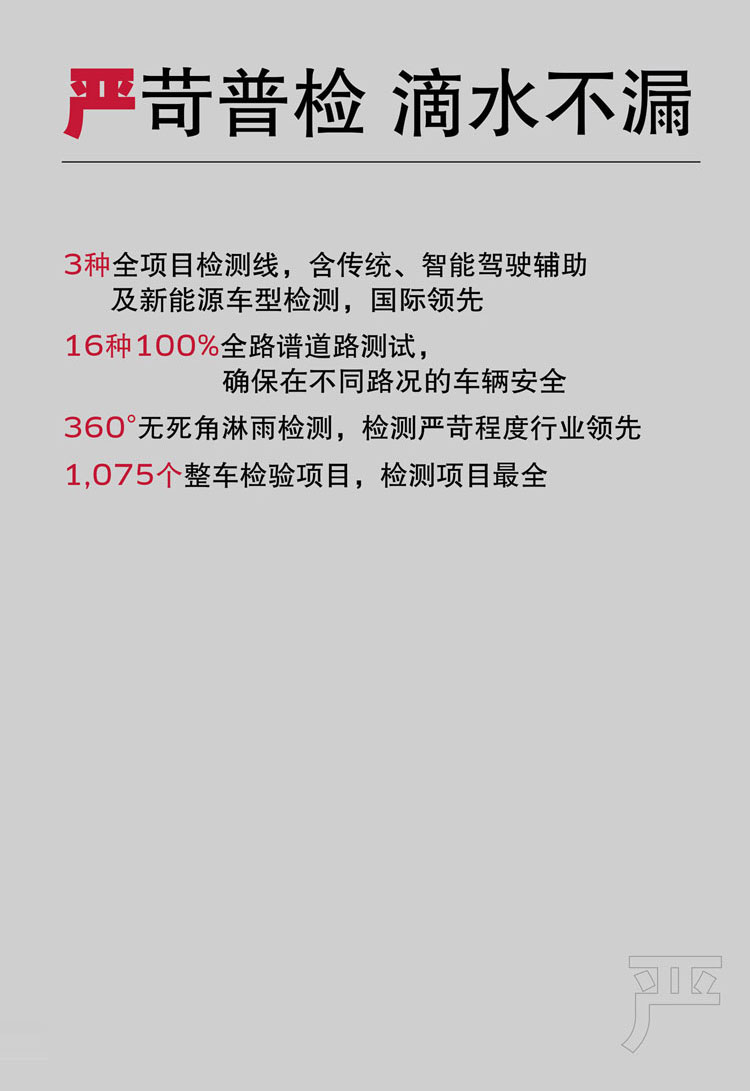 严苛普检 滴水不漏
3种全项目检测线，含传统、智能驾驶辅助
及新能源车型检测，国际领先
16种100%全路谱道路测试，
确保在不同路况的车辆安全
360°无死角淋雨检测，检测严苛程度行业领先
1,075个整车检验项目，检测项目最全
严